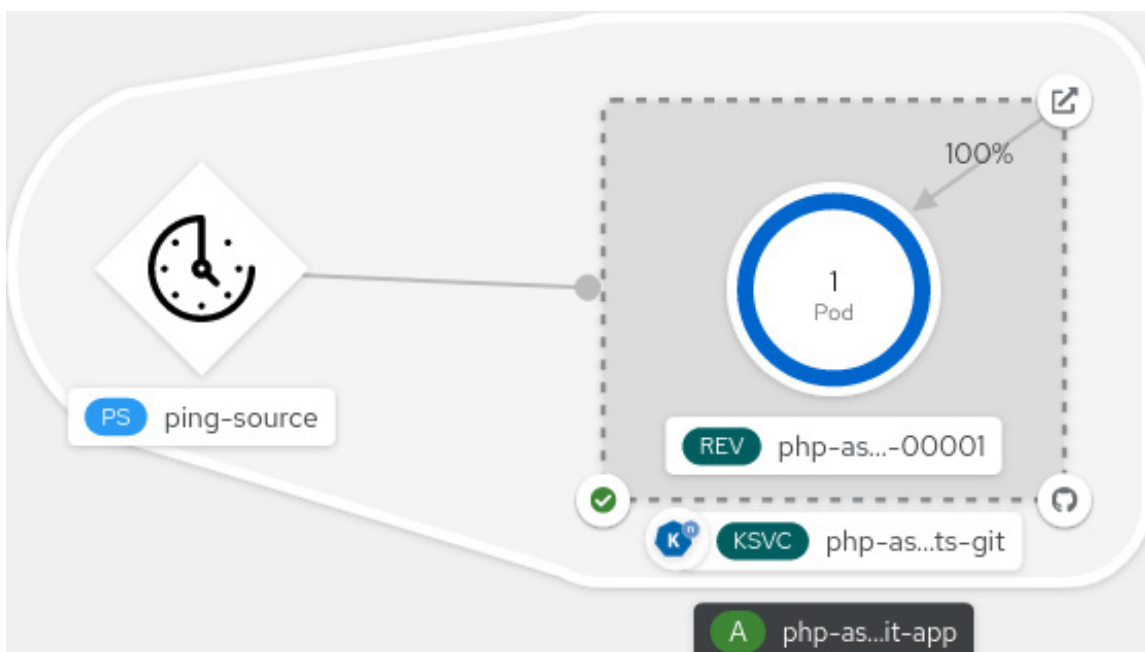 100%
1
Pod
PS ping-source
REV php-as...-00001
K n KSVC php-as...ts-git
A php-as...it-app